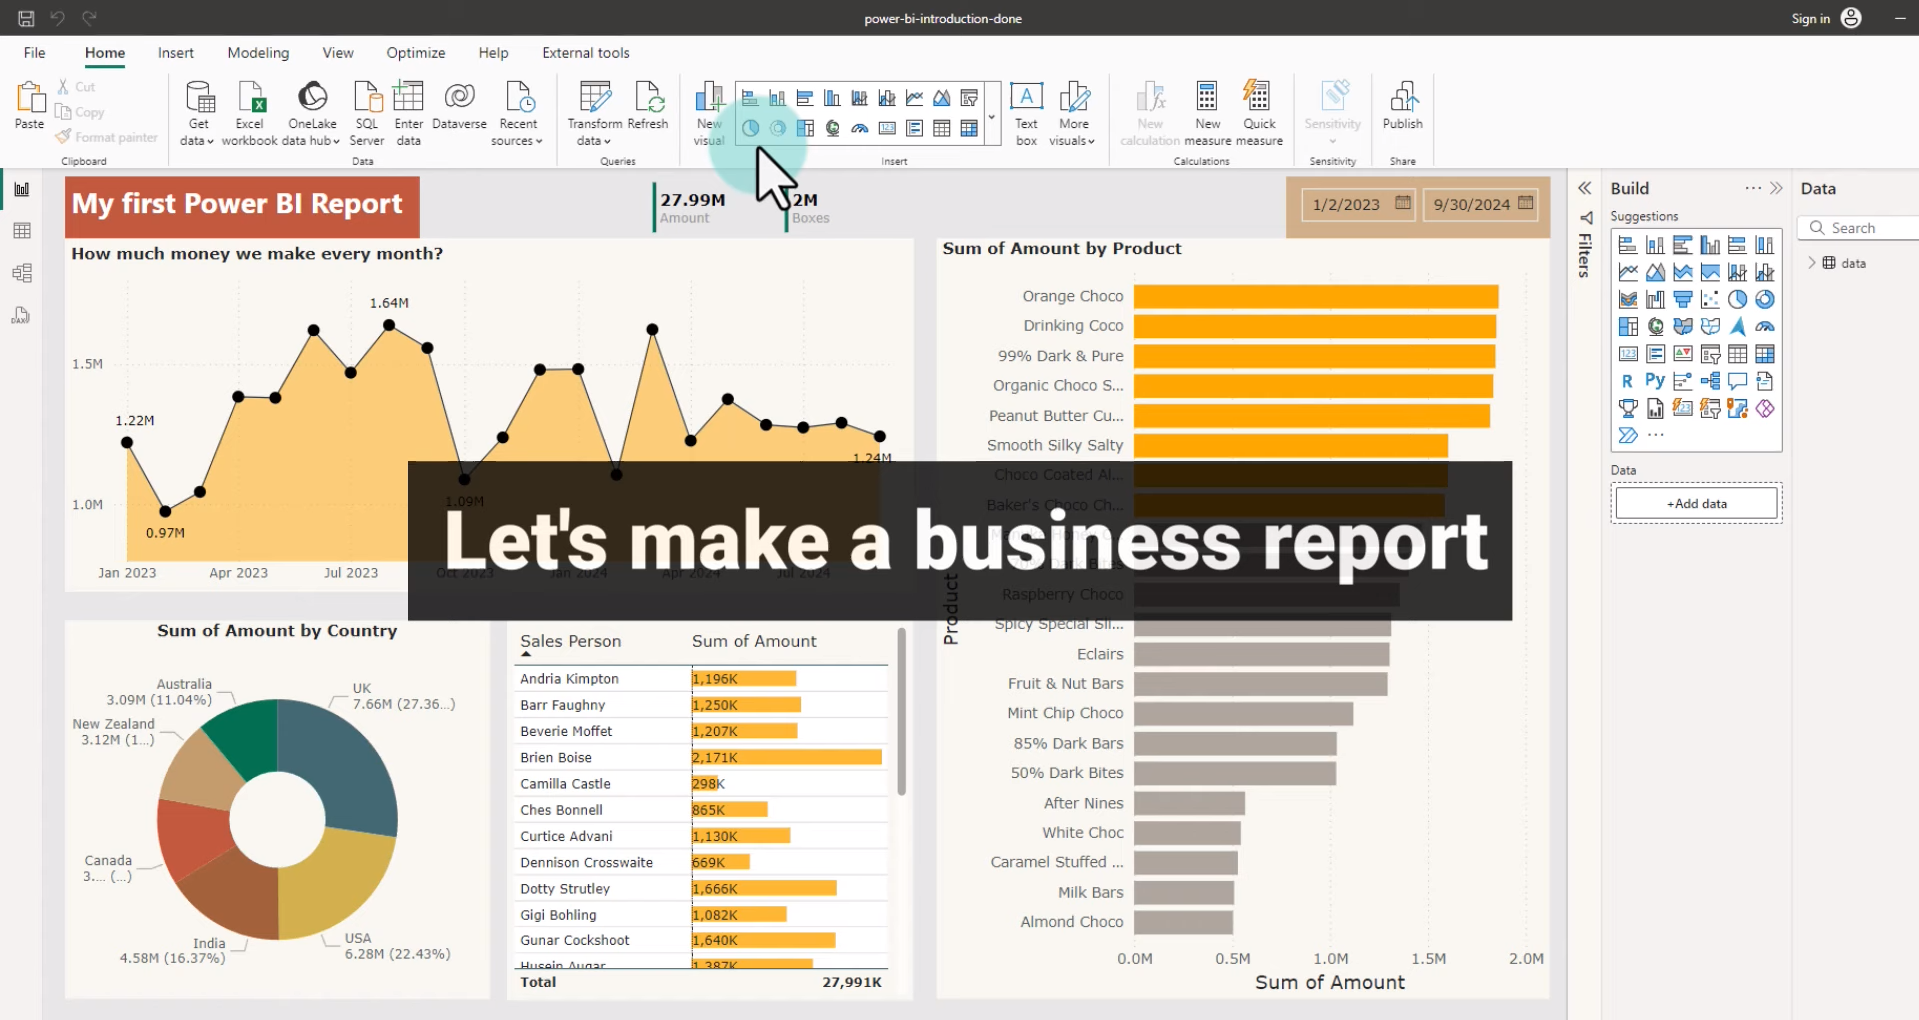 power-bi-introduction-done
Sign in
File
Home
Insert
Modeling
View
Optimize
Help
External tools
Paste
Cut
Copy
Format painter
Clipboard
Get data
Excel workbook
OneLake data hub
SQL Server
Enter data
Dataverse
Recent sources
Data
Transform data
Refresh
Queries
New visual
Text box
More visuals
Insert
New calculation
New measure
Quick measure
Calculations
Sensitivity
Sensitivity
Publish
Share
My first Power BI Report
27.99M
Amount
2M
Boxes
1/2/2023
9/30/2024
How much money we make every month?
1.5M
1.0M
1.22M
0.97M
1.64M
1.09M
1.24M
Jan 2023
Apr 2023
Jul 2023
Oct 2023
Jan 2024
Apr 2024
Jul 2024
Let's make a business report
Sum of Amount by Product
Product
Orange Choco
Drinking Coco
99% Dark & Pure
Organic Choco S...
Peanut Butter Cu...
Smooth Silky Salty
Choco Coated Al...
Baker's Choco Ch...
Raspberry Choco
Spicy Special Sli...
Eclairs
Fruit & Nut Bars
Mint Chip Choco
85% Dark Bars
50% Dark Bites
After Nines
White Choc
Caramel Stuffed ...
Milk Bars
Almond Choco
0.0M
0.5M
1.0M
1.5M
2.0M
Sum of Amount
Sum of Amount by Country
Australia
3.09M (11.04%)
UK
7.66M (27.36...)
New Zealand
3.12M (1...)
Canada
3.... (...)
India
4.58M (16.37%)
USA
6.28M (22.43%)
Sales Person Sum of Amount
Andria Kimpton 1,196K
Barr Faughny 1,250K
Beverie Moffet 1,207K
Brien Boise 2,171K
Camilla Castle 298K
Ches Bonnell 865K
Curtice Advani 1,130K
Dennison Crosswaite 669K
Dotty Strutley 1,666K
Gigi Bohling 1,082K
Gunar Cockshoot 1,640K
Husein Augar 1,387K
Total 27,991K
Filters
Build
Suggestions
123
R
Py
Data
+Add data
Data
Search
data